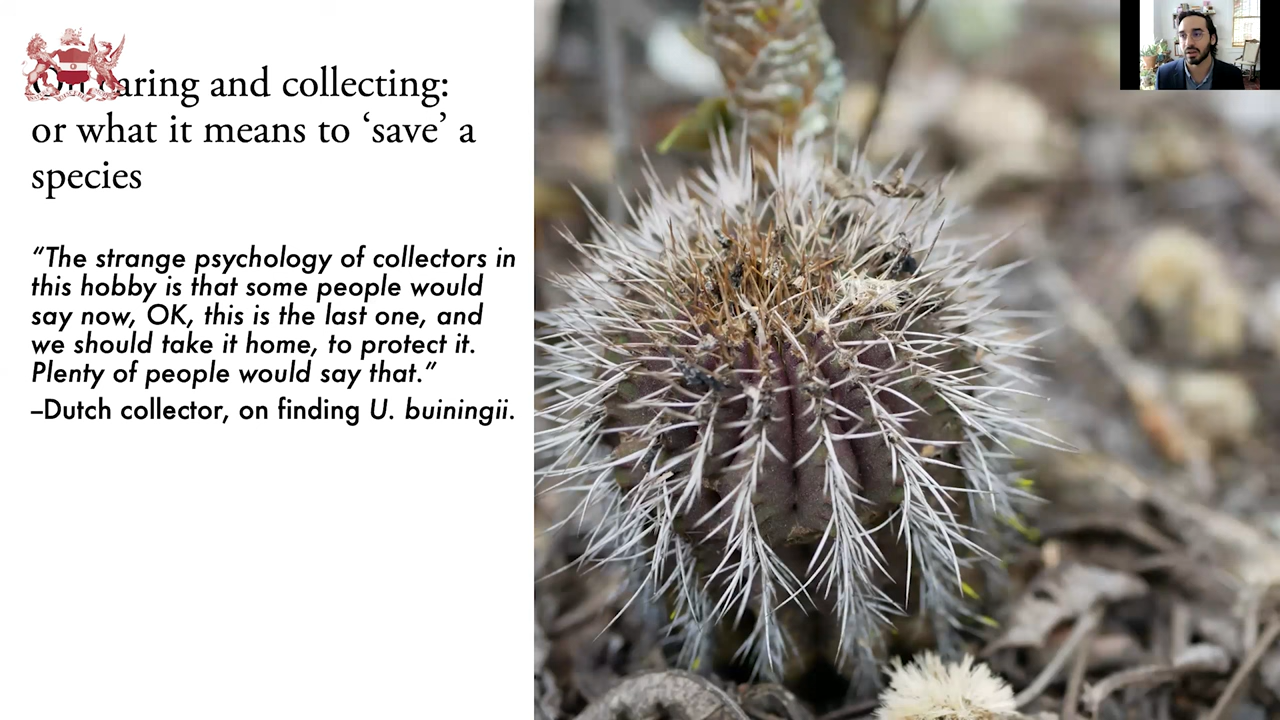 aring and collecting:
or what it means to ‘save’ a
species
“The strange psychology of collectors in
this hobby is that some people would
say now, OK, this is the last one, and
we should take it home, to protect it.
Plenty of people would say that.”
–Dutch collector, on finding U. buiningii.